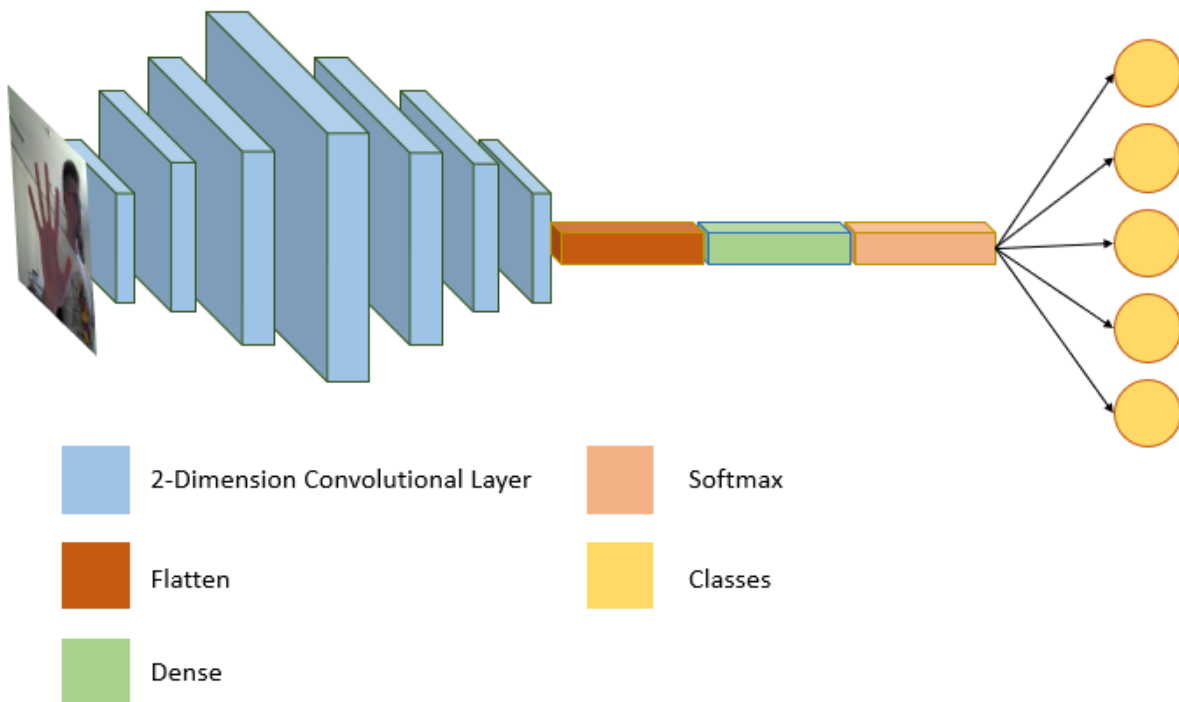 2-Dimension Convolutional Layer
Softmax
Flatten
Classes
Dense